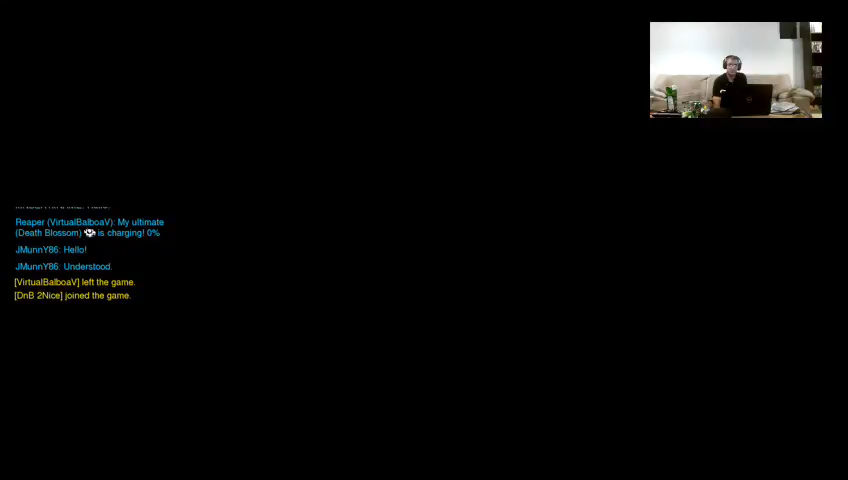 Reaper (VirtualBalboaV): My ultimate
(Death Blossom) is charging! 0%
JMunnY86: Hello!
JMunnY86: Understood.
[VirtualBalboaV] left the game.
[DnB 2Nice] joined the game.